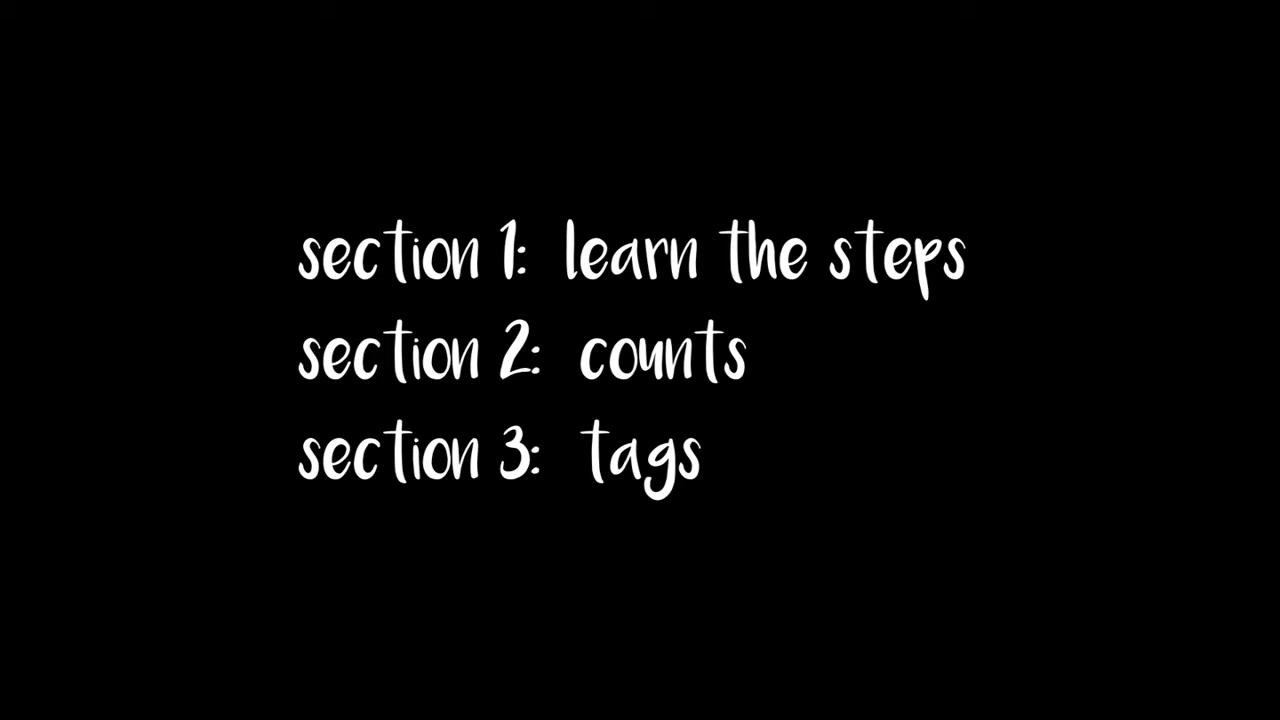 section 1: learn the steps
section 2: counts
section 3: tags